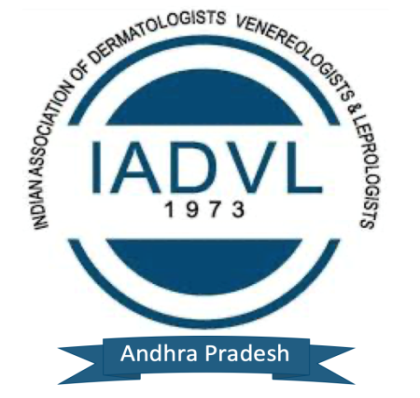 INDIAN ASSOCIATION OF DERMATOLOGISTS VENEREOLOGISTS & LEPROLOGISTS
IADVL
1973
Andhra Pradesh